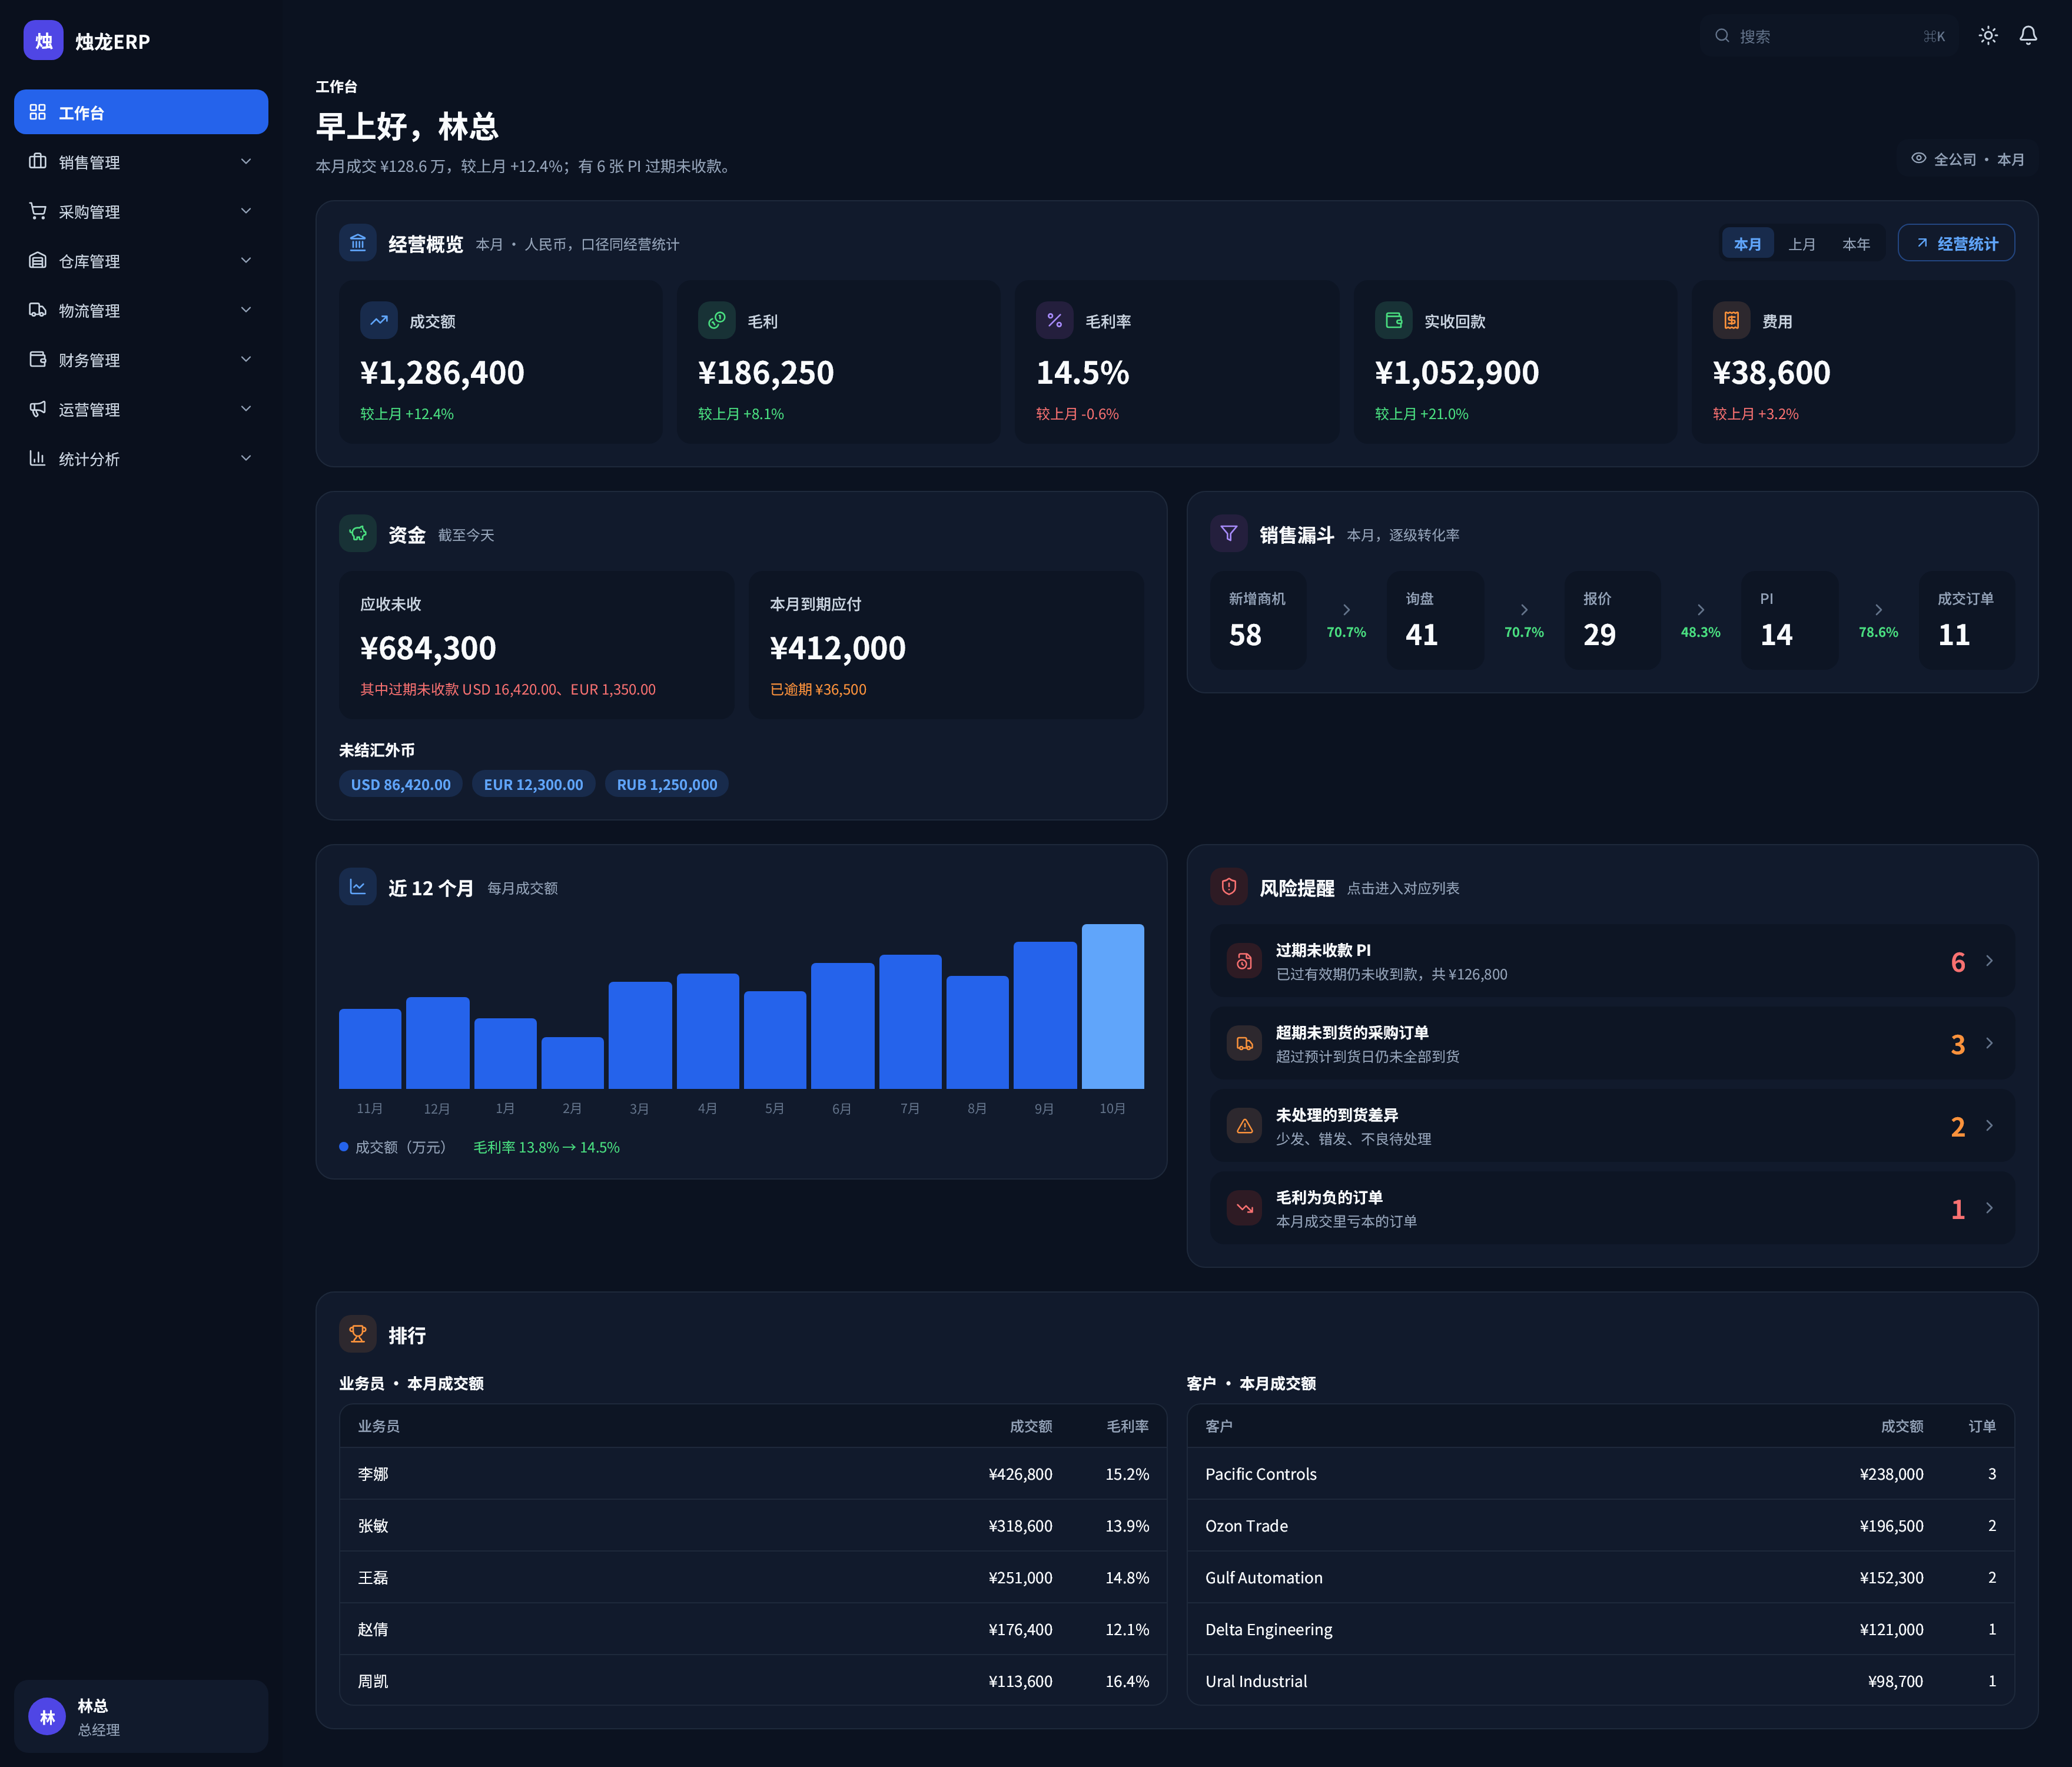 烛 烛龙ERP
搜索 ⌘K
工作台
销售管理
采购管理
仓库管理
物流管理
财务管理
运营管理
统计分析
林
林总
总经理
工作台
早上好，林总
本月成交 ¥128.6 万，较上月 +12.4%；有 6 张 PI 过期未收款。
全公司 · 本月
经营概览 本月 · 人民币，口径同经营统计
本月 上月 本年 经营统计
成交额
¥1,286,400
较上月 +12.4%
毛利
¥186,250
较上月 +8.1%
毛利率
14.5%
较上月 -0.6%
实收回款
¥1,052,900
较上月 +21.0%
费用
¥38,600
较上月 +3.2%
资金 截至今天
应收未收
¥684,300
其中过期未收款 USD 16,420.00、EUR 1,350.00
本月到期应付
¥412,000
已逾期 ¥36,500
未结汇外币
USD 86,420.00 EUR 12,300.00 RUB 1,250,000
销售漏斗 本月，逐级转化率
新增商机
58
70.7%
询盘
41
70.7%
报价
29
48.3%
PI
14
78.6%
成交订单
11
近 12 个月 每月成交额
11月 12月 1月 2月 3月 4月 5月 6月 7月 8月 9月 10月
成交额（万元） 毛利率 13.8% → 14.5%
风险提醒 点击进入对应列表
过期未收款 PI
已过有效期仍未收到款，共 ¥126,800
6
超期未到货的采购订单
超过预计到货日仍未全部到货
3
未处理的到货差异
少发、错发、不良待处理
2
毛利为负的订单
本月成交里亏本的订单
1
排行
业务员 · 本月成交额
业务员 成交额 毛利率
李娜 ¥426,800 15.2%
张敏 ¥318,600 13.9%
王磊 ¥251,000 14.8%
赵倩 ¥176,400 12.1%
周凯 ¥113,600 16.4%
客户 · 本月成交额
客户 成交额 订单
Pacific Controls ¥238,000 3
Ozon Trade ¥196,500 2
Gulf Automation ¥152,300 2
Delta Engineering ¥121,000 1
Ural Industrial ¥98,700 1